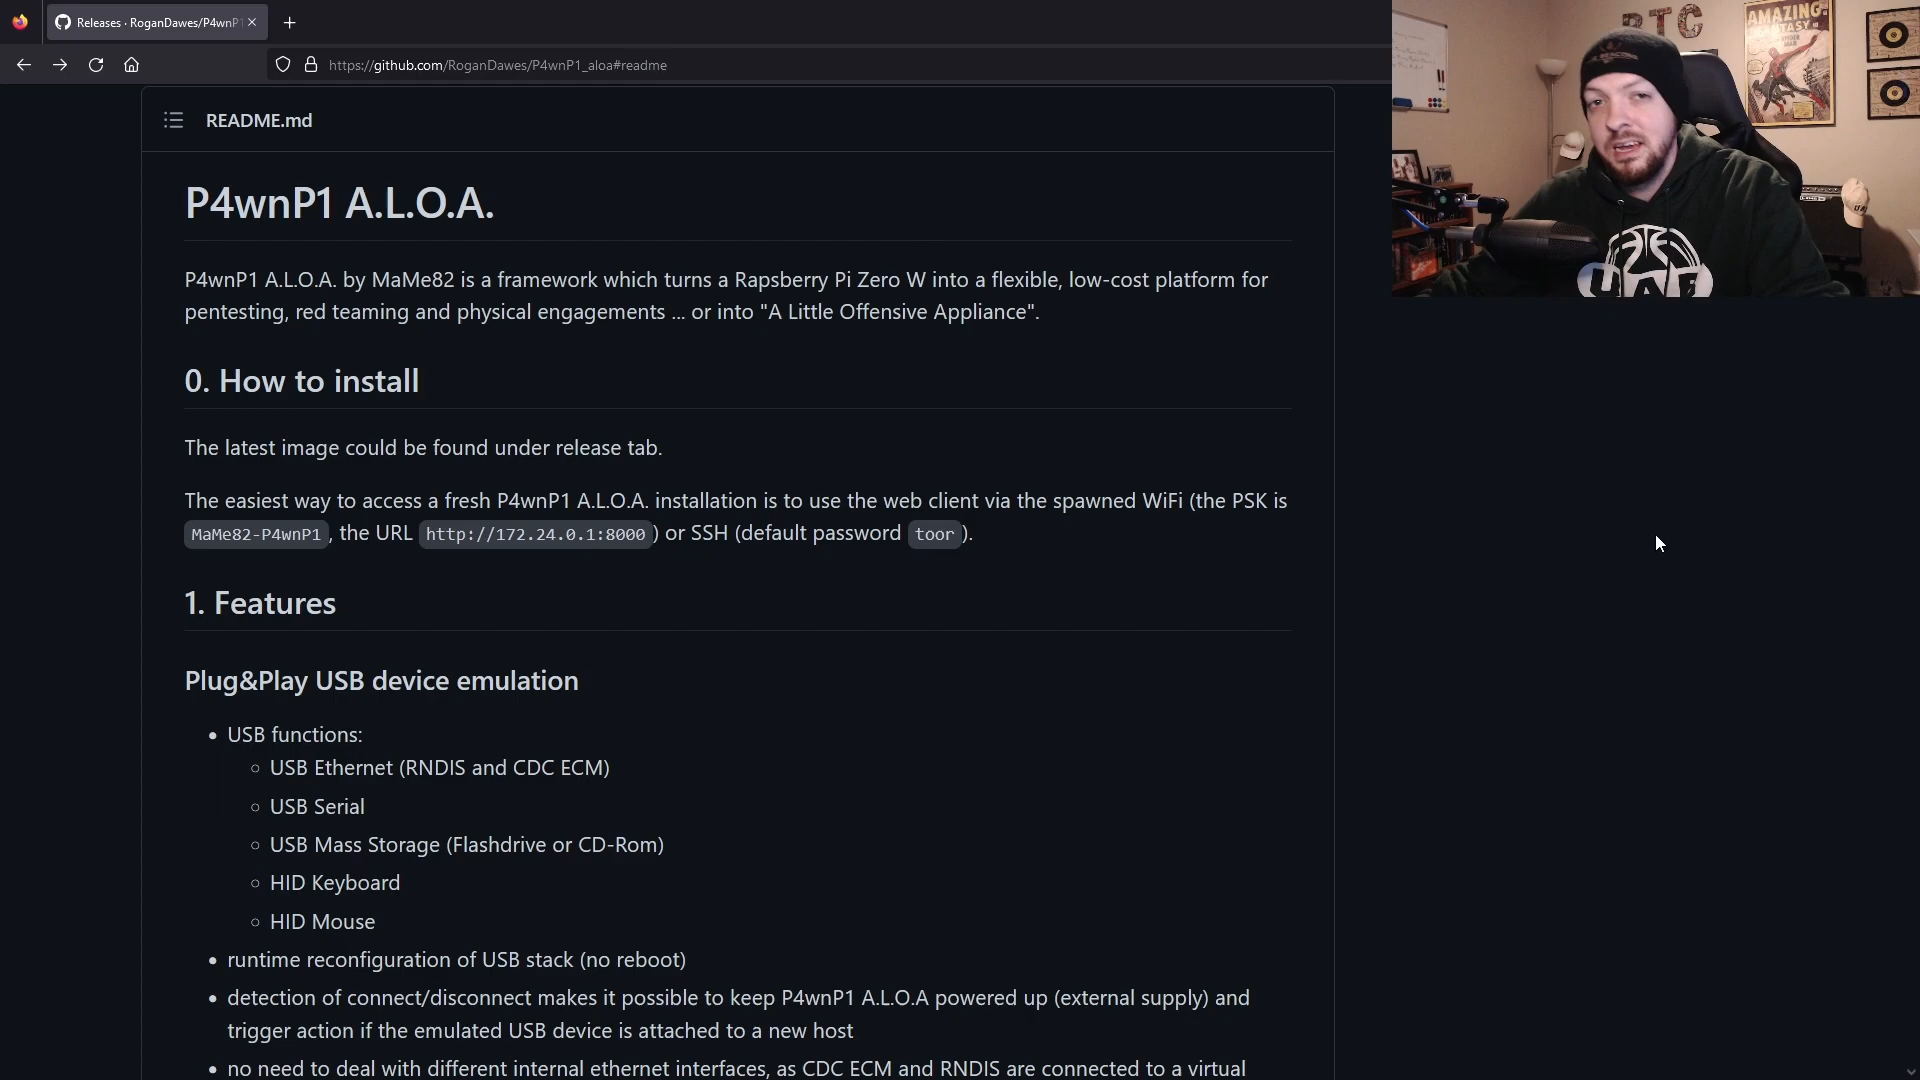 Releases · RoganDawes/P4wnP1
https://github.com/RoganDawes/P4wnP1_aloa#readme
PTC
AMAZING
FANTASY
UAB
README.md
P4wnP1 A.L.O.A.
P4wnP1 A.L.O.A. by MaMe82 is a framework which turns a Rapsberry Pi Zero W into a flexible, low-cost platform for
pentesting, red teaming and physical engagements ... or into "A Little Offensive Appliance".
0. How to install
The latest image could be found under release tab.
The easiest way to access a fresh P4wnP1 A.L.O.A. installation is to use the web client via the spawned WiFi (the PSK is
MaMe82-P4wnP1, the URL http://172.24.0.1:8000) or SSH (default password toor).
1. Features
Plug&Play USB device emulation
• USB functions:
○ USB Ethernet (RNDIS and CDC ECM)
○ USB Serial
○ USB Mass Storage (Flashdrive or CD-Rom)
○ HID Keyboard
○ HID Mouse
• runtime reconfiguration of USB stack (no reboot)
• detection of connect/disconnect makes it possible to keep P4wnP1 A.L.O.A powered up (external supply) and
trigger action if the emulated USB device is attached to a new host
• no need to deal with different internal ethernet interfaces, as CDC ECM and RNDIS are connected to a virtual